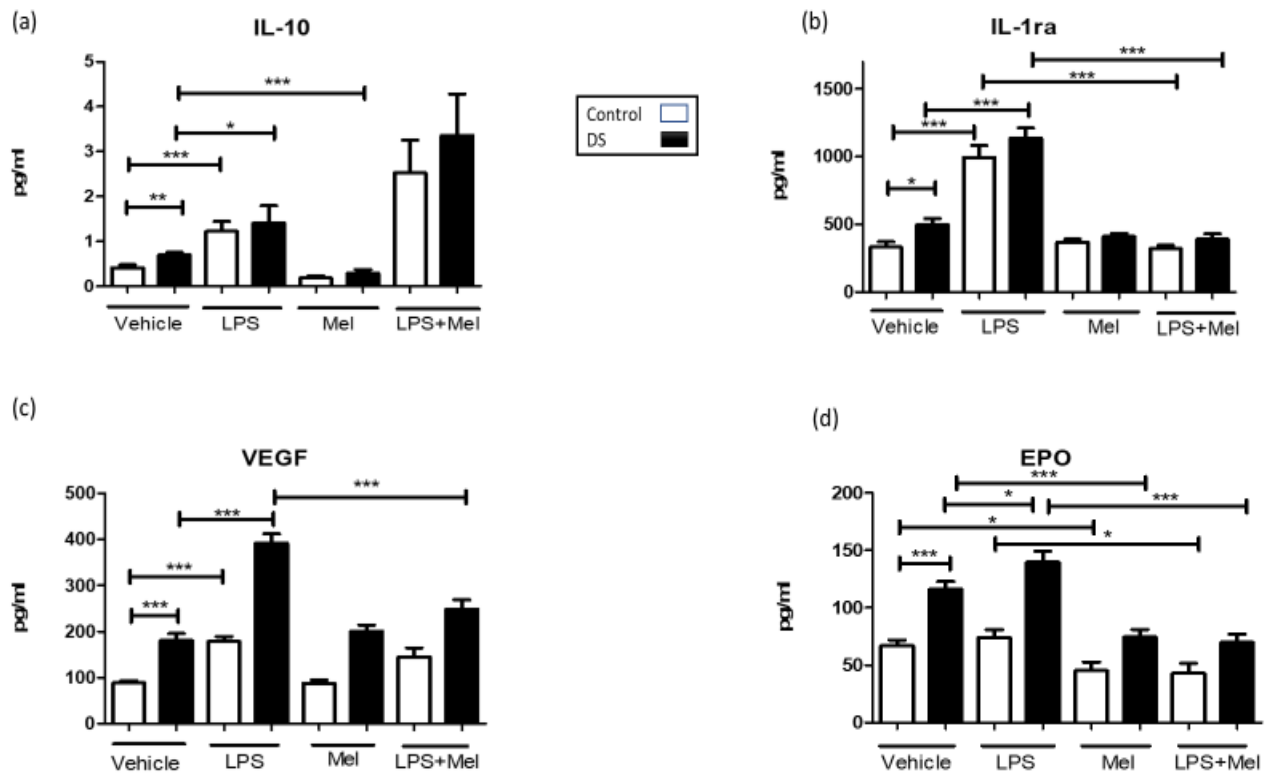 (a)
IL-10
5
4
3
2
1
0
pg/ml
***
*
***
**
Vehicle LPS Mel LPS+Mel
Control
DS
(b)
IL-1ra
1500
1000
500
0
pg/ml
***
***
***
***
*
Vehicle LPS Mel LPS+Mel
(c)
VEGF
500
400
300
200
100
0
pg/ml
***
***
***
***
Vehicle LPS Mel LPS+Mel
(d)
EPO
200
150
100
50
0
pg/ml
***
*
***
*
*
***
Vehicle LPS Mel LPS+Mel